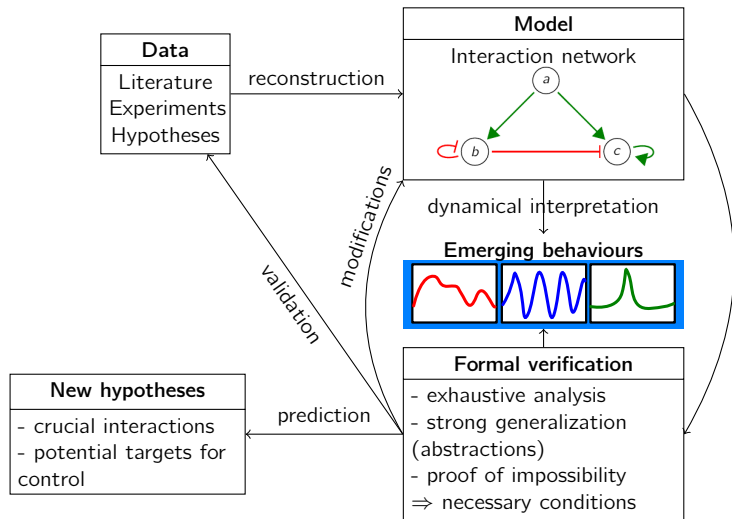 Data
Literature
Experiments
Hypotheses
reconstruction
Model
Interaction network
a
b
c
dynamical interpretation
modifications
validation
Emerging behaviours
Formal verification
- exhaustive analysis
- strong generalization
(abstractions)
- proof of impossibility
⇒ necessary conditions
prediction
New hypotheses
- crucial interactions
- potential targets for
control